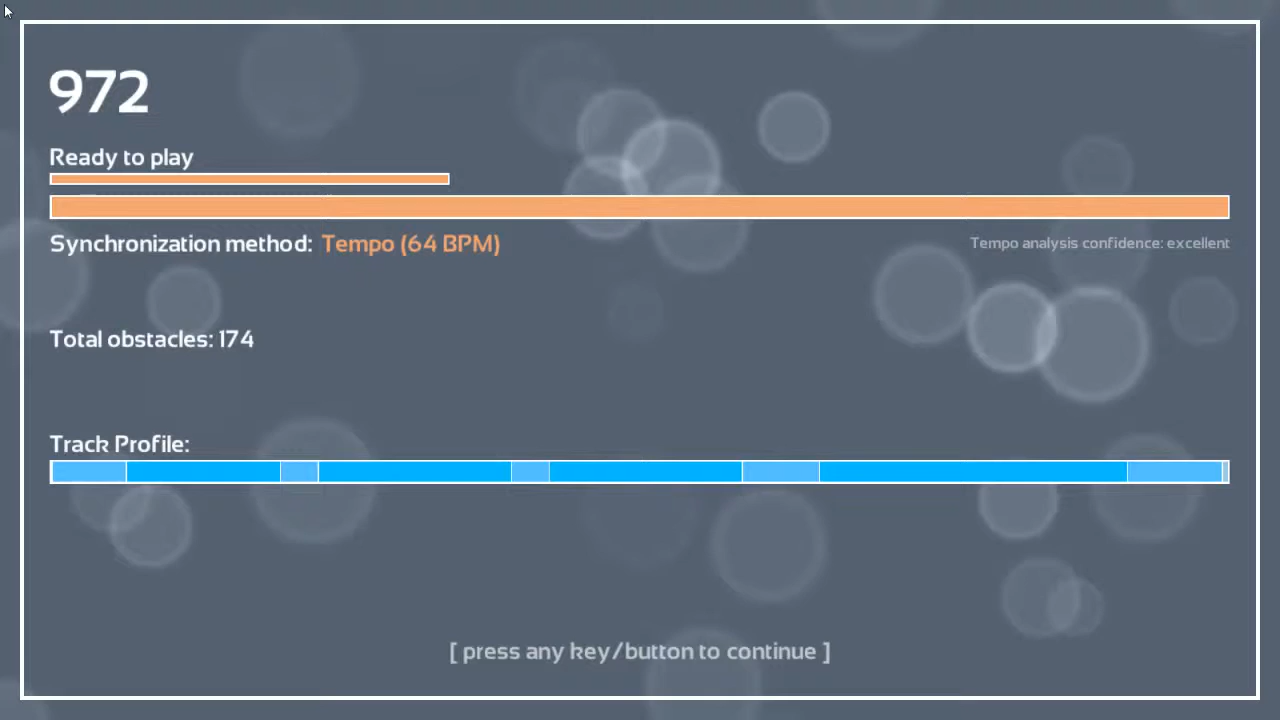 972
Ready to play
Synchronization method: Tempo (64 BPM)
Tempo analysis confidence: excellent
Total obstacles: 174
Track Profile:
[ press any key/button to continue ]